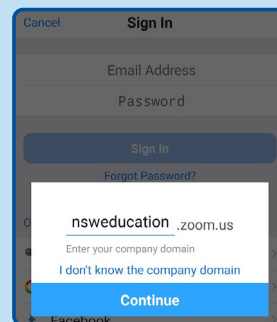 Cancel Sign In
Email Address
Password
Sign In
Forgot Password?
O
nsweducation .zoom.us
Enter your company domain
I don't know the company domain
Continue
Facebook